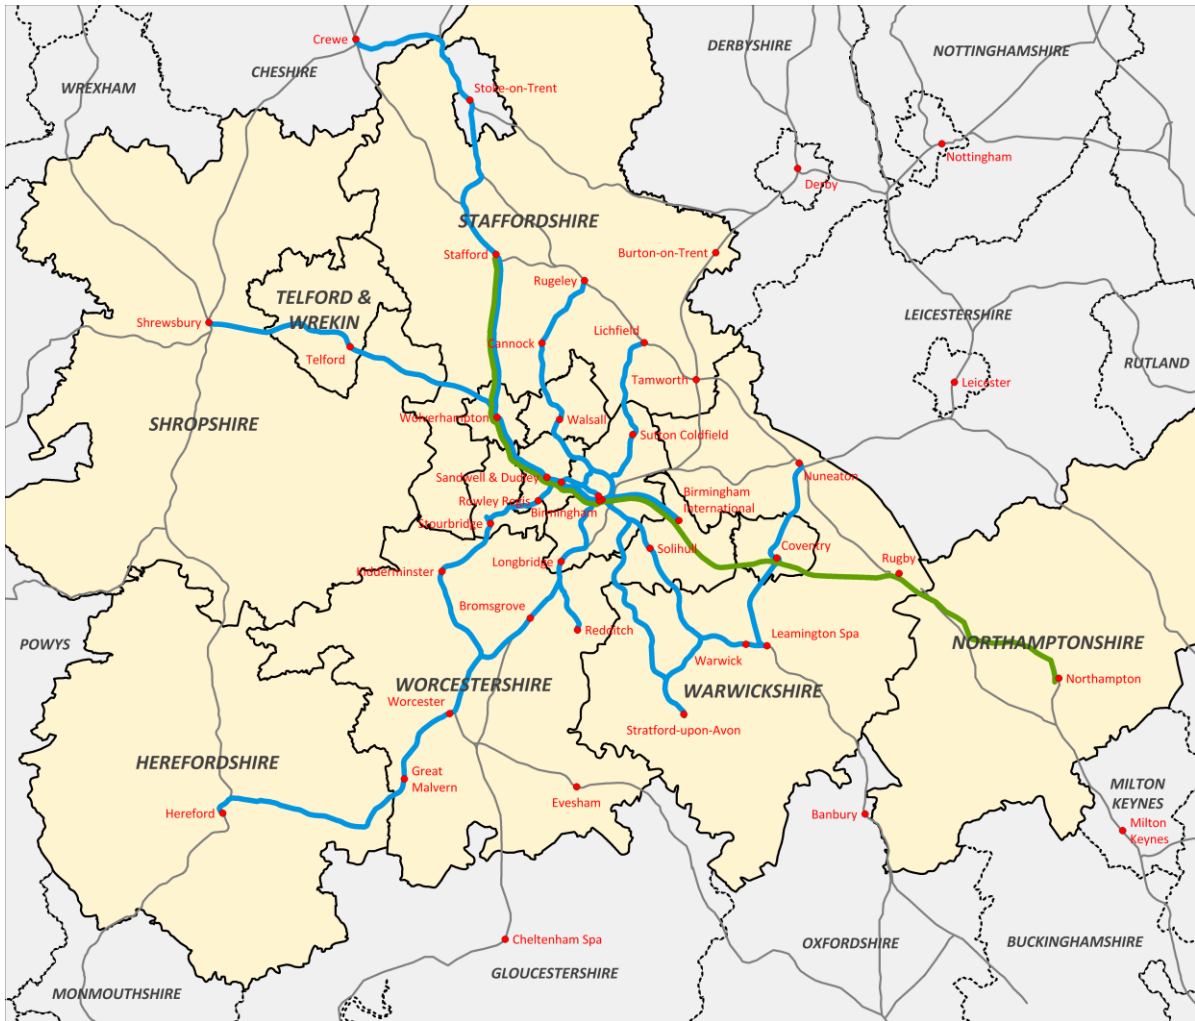 Crewe
DERBYSHIRE
NOTTINGHAMSHIRE
CHESHIRE
WREXHAM
Stoke-on-Trent
Nottingham
Derby
STAFFORDSHIRE
Stafford
Burton-on-Trent
Rugeley
TELFORD &
WREKIN
Shrewsbury
LEICESTERSHIRE
Lichfield
Cannock
Telford
RUTLAND
Tamworth
Leicester
Wolverhampton
Walsall
SHROPSHIRE
Sutton Coldfield
Sandwell & Dudley
Nuneaton
Birmingham
International
Rowley Regis
Birmingham
Stourbridge
Solihull
Coventry
Longbridge
Rugby
Kidderminster
Bromsgrove
Redditch
Leamington Spa
POWYS
NORTHAMPTONSHIRE
Warwick
Northampton
WORCESTERSHIRE
WARWICKSHIRE
Worcester
Stratford-upon-Avon
HEREFORDSHIRE
Great
Malvern
Evesham
MILTON
KEYNES
Hereford
Banbury
Milton
Keynes
Cheltenham Spa
OXFORDSHIRE
BUCKINGHAMSHIRE
GLOUCESTERSHIRE
MONMOUTHSHIRE